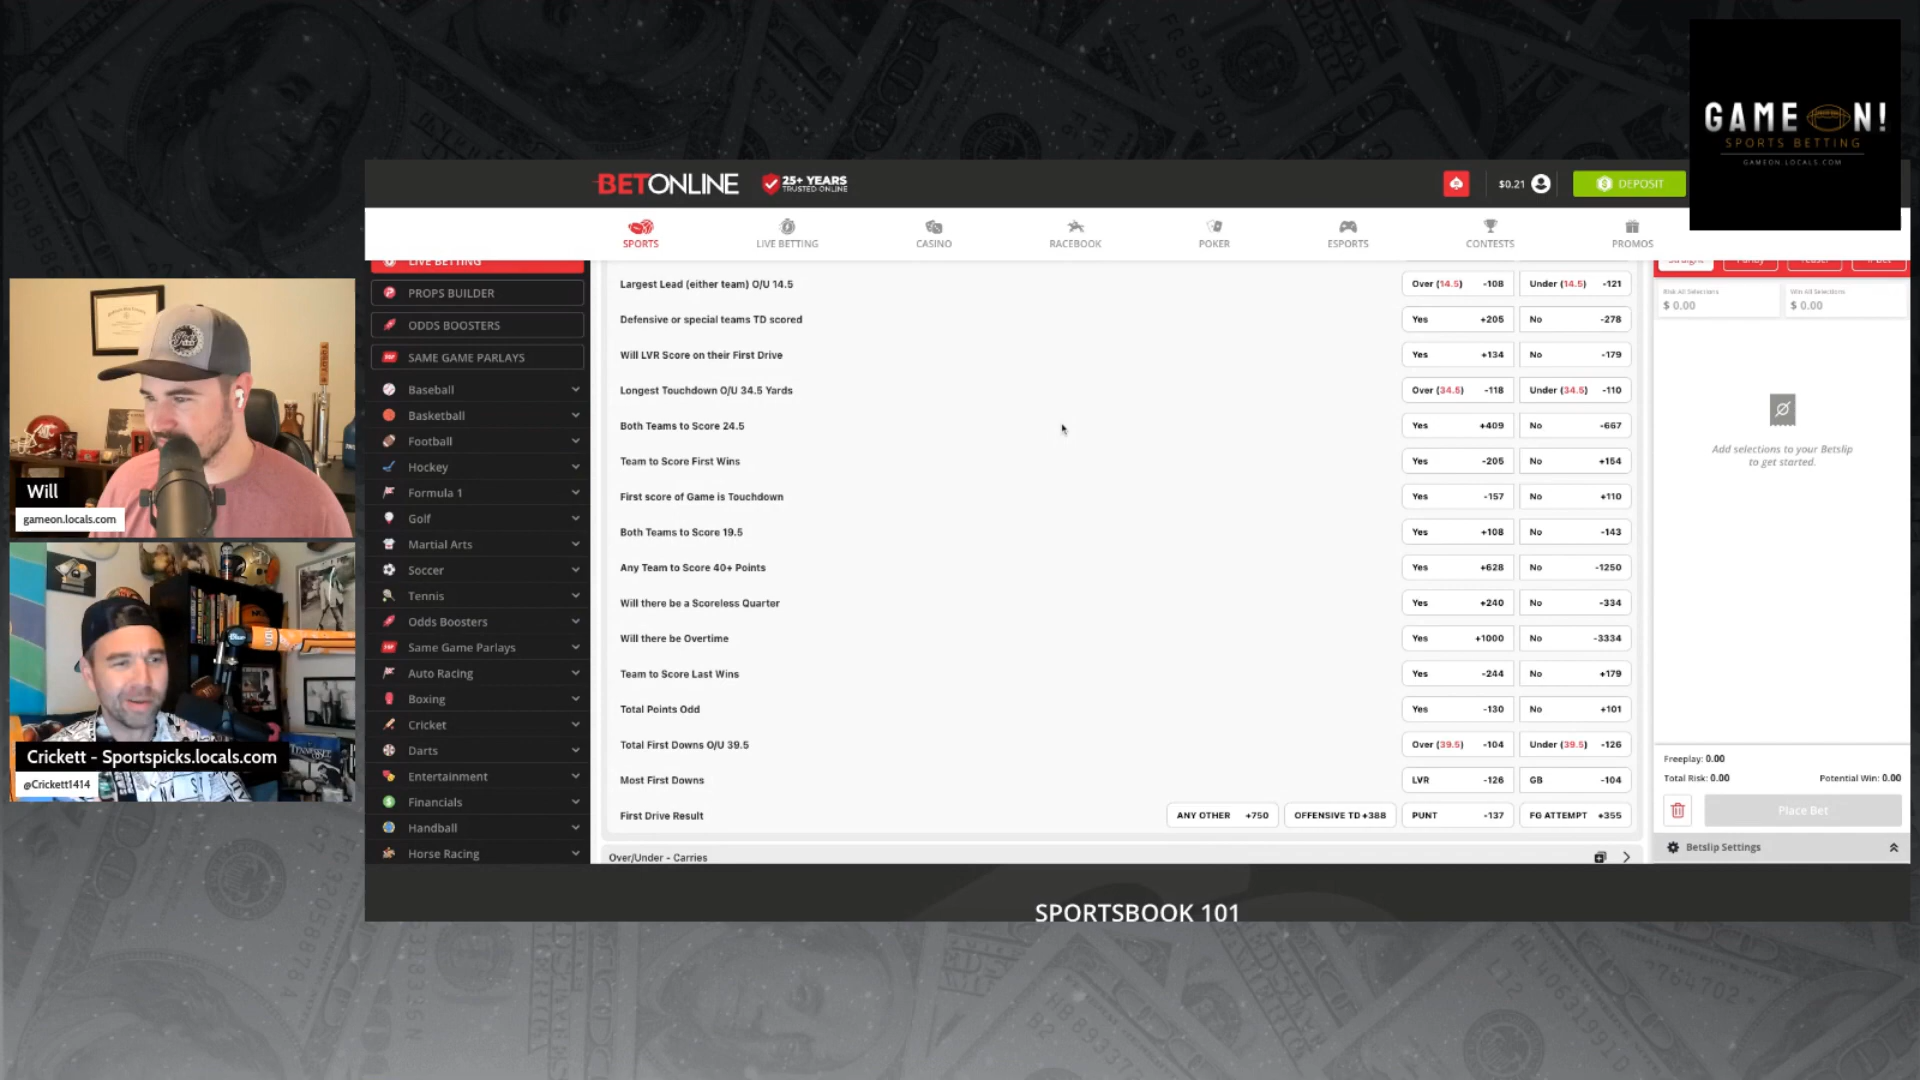 GAME ON!
SPORTS BETTING
GAMEON.LOCALS.COM
BETONLINE
25+ YEARS
TRUSTED ONLINE
$0.21
DEPOSIT
SPORTS
LIVE BETTING
CASINO
RACEBOOK
POKER
ESPORTS
CONTESTS
PROMOS
LIVE BETTING
PROPS BUILDER
ODDS BOOSTERS
SAME GAME PARLAYS
Baseball
Basketball
Football
Hockey
Formula 1
Golf
Martial Arts
Soccer
Tennis
Odds Boosters
Same Game Parlays
Auto Racing
Boxing
Cricket
Darts
Entertainment
Financials
Handball
Horse Racing
Largest Lead (either team) O/U 14.5 Over (14.5) -108 Under (14.5) -121
Defensive or special teams TD scored Yes +205 No -278
Will LVR Score on their First Drive Yes +134 No -179
Longest Touchdown O/U 34.5 Yards Over (34.5) -118 Under (34.5) -110
Both Teams to Score 24.5 Yes +409 No -667
Team to Score First Wins Yes -205 No +154
First score of Game is Touchdown Yes -157 No +110
Both Teams to Score 19.5 Yes +108 No -143
Any Team to Score 40+ Points Yes +628 No -1250
Will there be a Scoreless Quarter Yes +240 No -334
Will there be Overtime Yes +1000 No -3334
Team to Score Last Wins Yes -244 No +179
Total Points Odd Yes -130 No +101
Total First Downs O/U 39.5 Over (39.5) -104 Under (39.5) -126
Most First Downs LVR -126 GB -104
First Drive Result ANY OTHER +750 OFFENSIVE TD +388 PUNT -137 FG ATTEMPT +355
Over/Under - Carries
Risk All Selections
$ 0.00
Win All Selections
$ 0.00
Add selections to your Betslip
to get started.
Freeplay: 0.00
Total Risk: 0.00 Potential Win: 0.00
Place Bet
Betslip Settings
SPORTSBOOK 101
Will
gameon.locals.com
Crickett - Sportspicks.locals.com
@Crickett1414